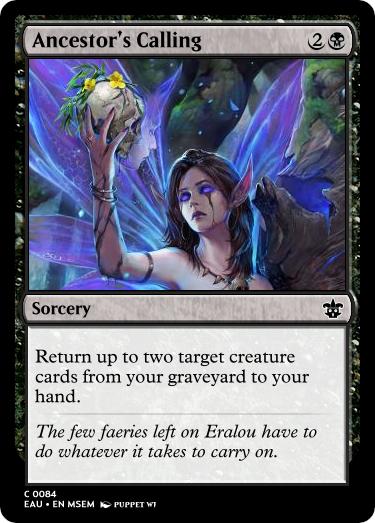 Ancestor's Calling 2
Sorcery
Return up to two target creature
cards from your graveyard to your
hand.
The few faeries left on Eralou have to
do whatever it takes to carry on.
C 0084
EAU • EN MSEM PUPPET WI